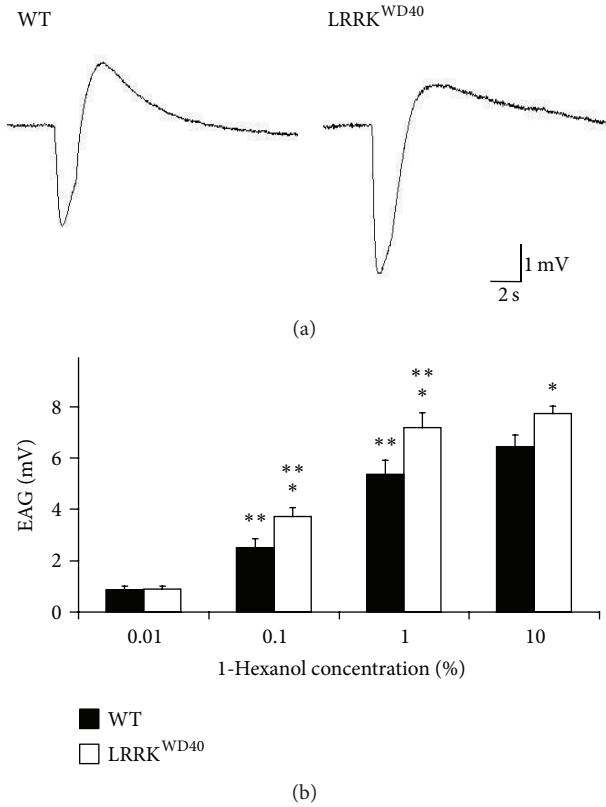 WT
LRRK^WD40
1 mV
2 s
(a)
** * ** *
** **
* *
8
6
4
2
0
EAG (mV)
0.01 0.1 1 10
1-Hexanol concentration (%)
WT
LRRK^WD40
(b)